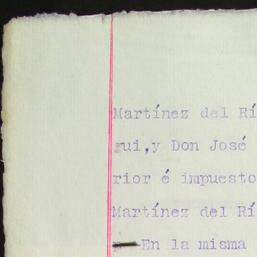 Martínez del Rí
gui,y Don José
rior é impuesto
Martínez del Rí
En la misma